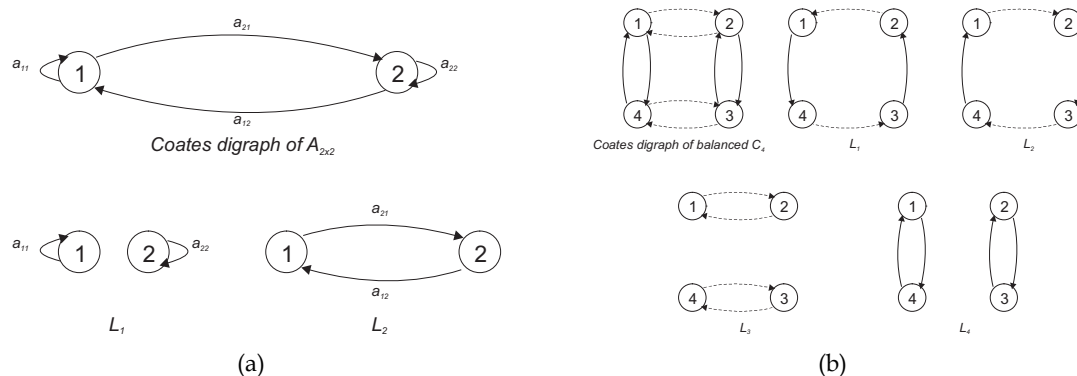 a21
a11
1
2
a22
a12
Coates digraph of A2x2
a11
1
2
a22
a21
1
2
a12
L1
L2
(a)
1 2
4 3
Coates digraph of balanced C4
1 2
4 3
L1
1 2
4 3
L2
1 2
4 3
L3
1 2
4 3
L4
(b)